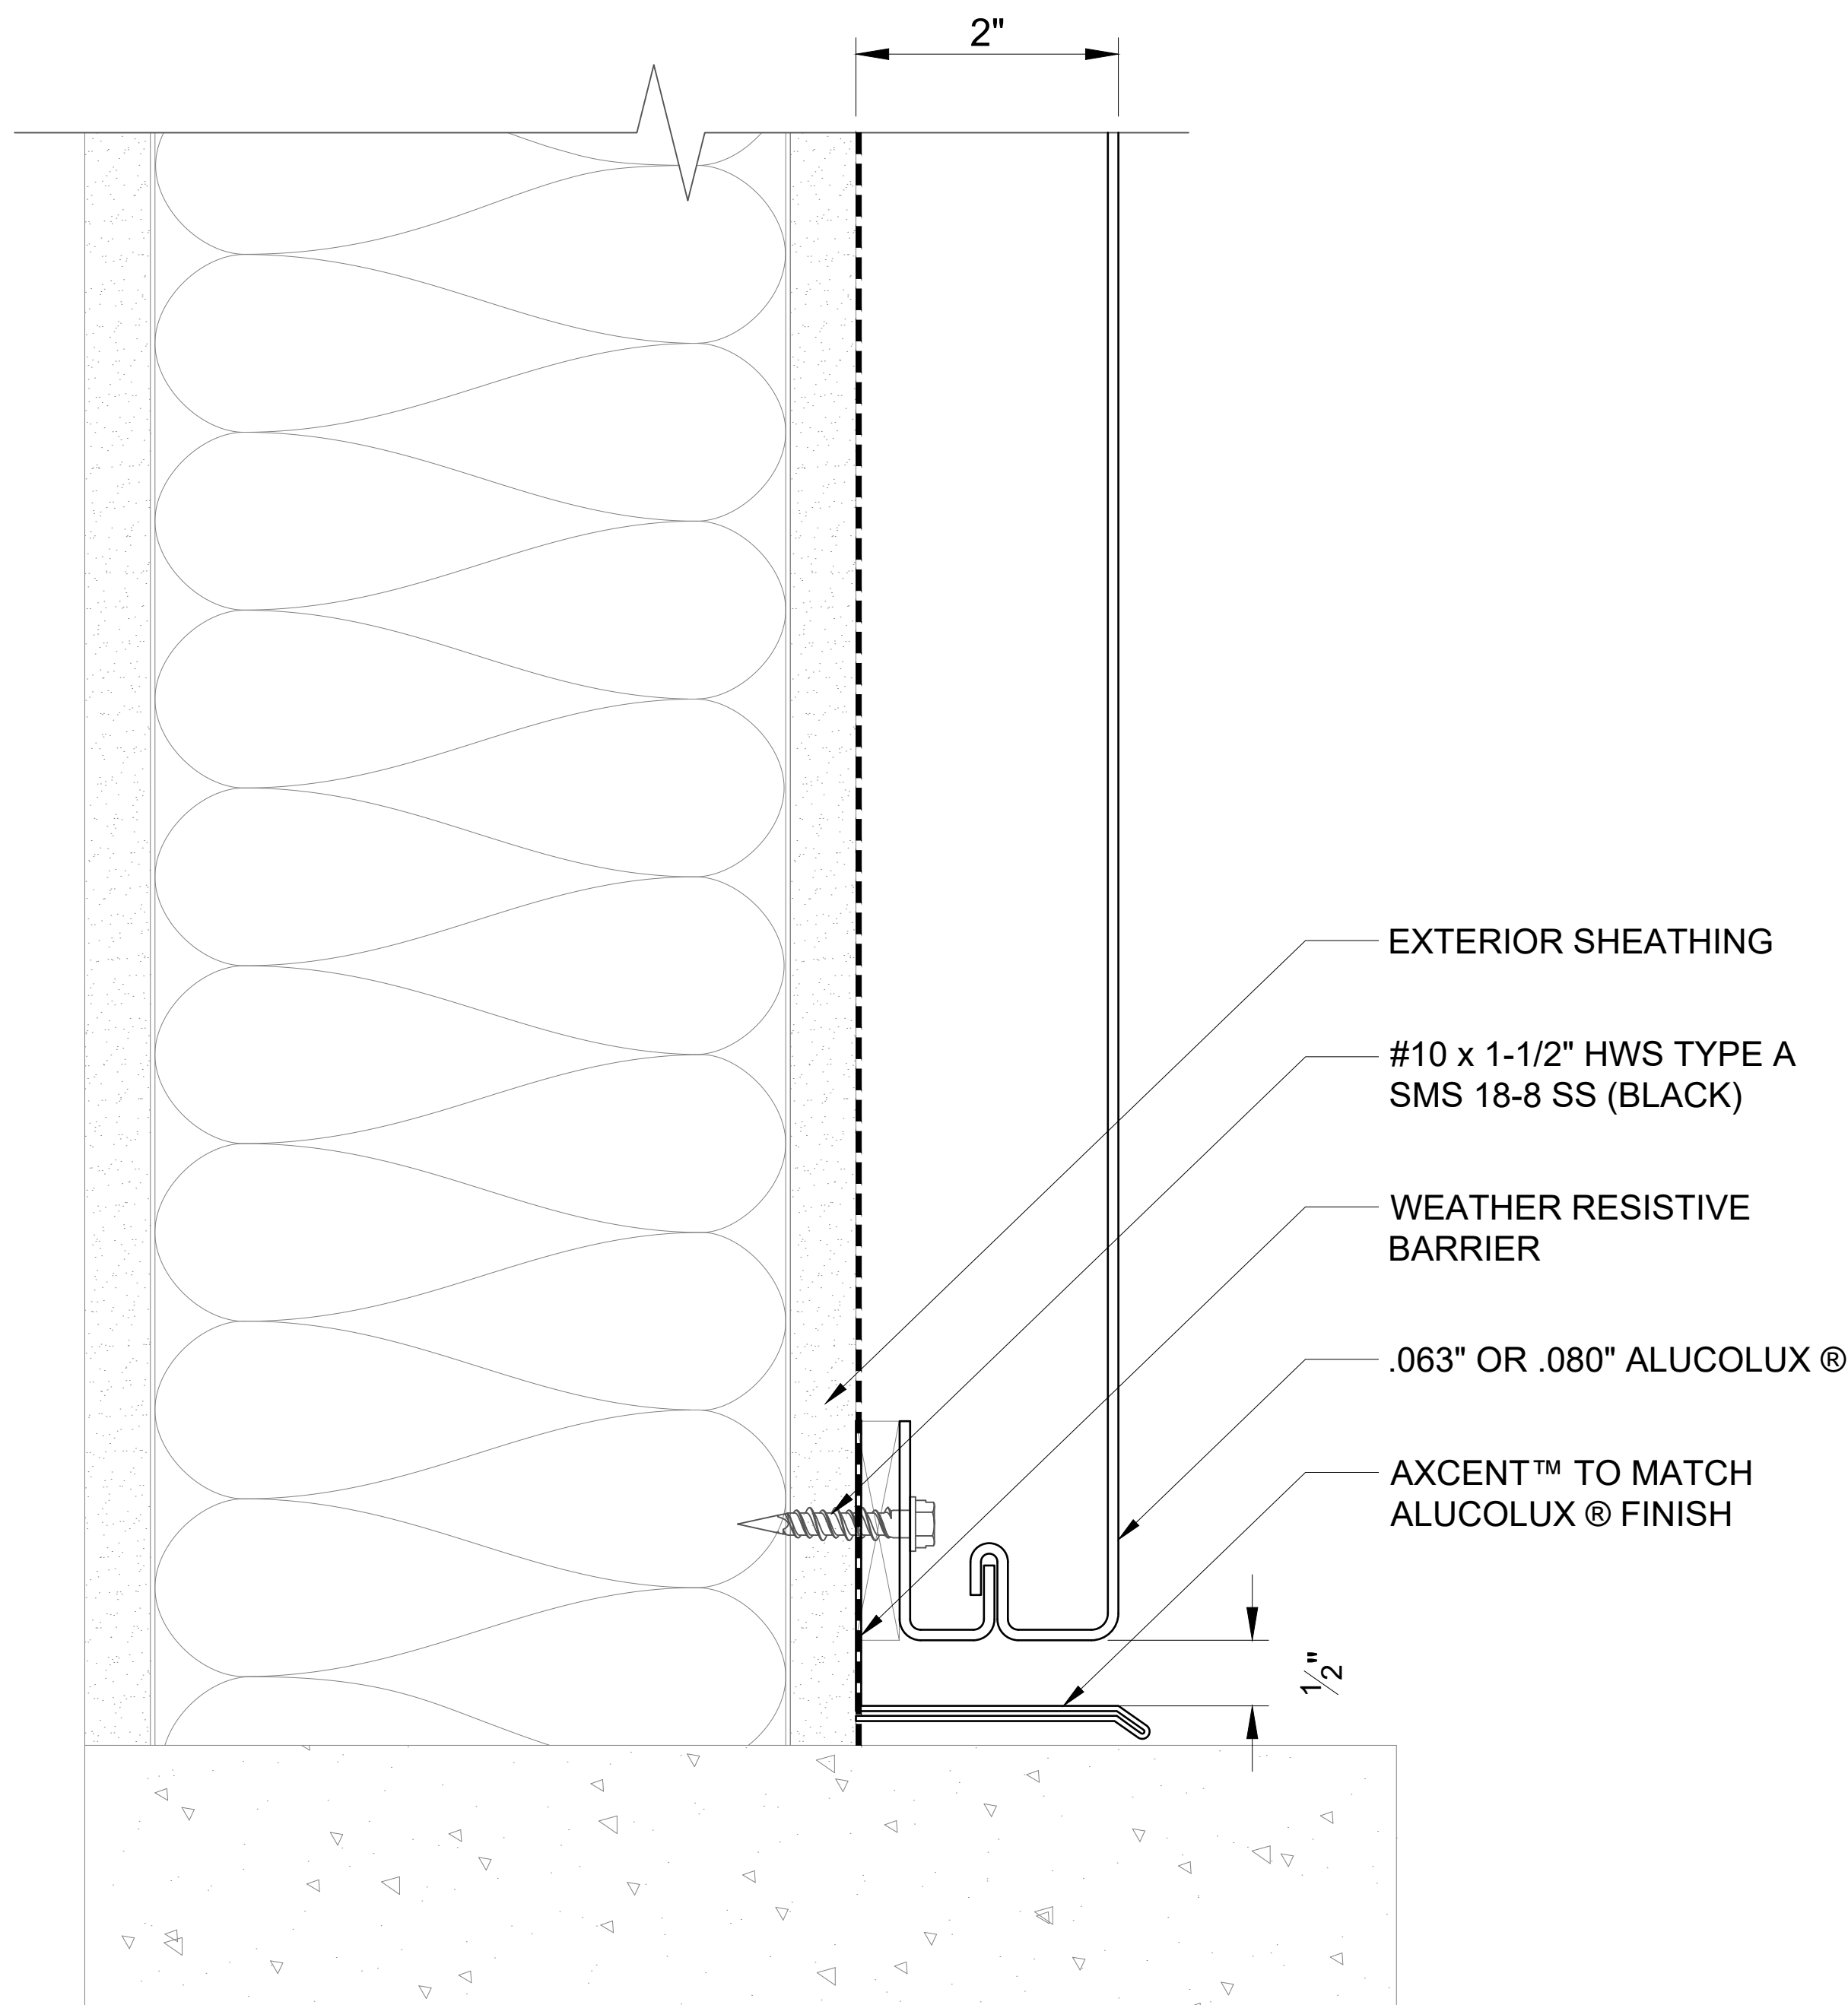 2"
EXTERIOR SHEATHING
#10 x 1-1/2" HWS TYPE A
SMS 18-8 SS (BLACK)
WEATHER RESISTIVE
BARRIER
.063" OR .080" ALUCOLUX ®
AXCENT™ TO MATCH
ALUCOLUX ® FINISH
1/2"